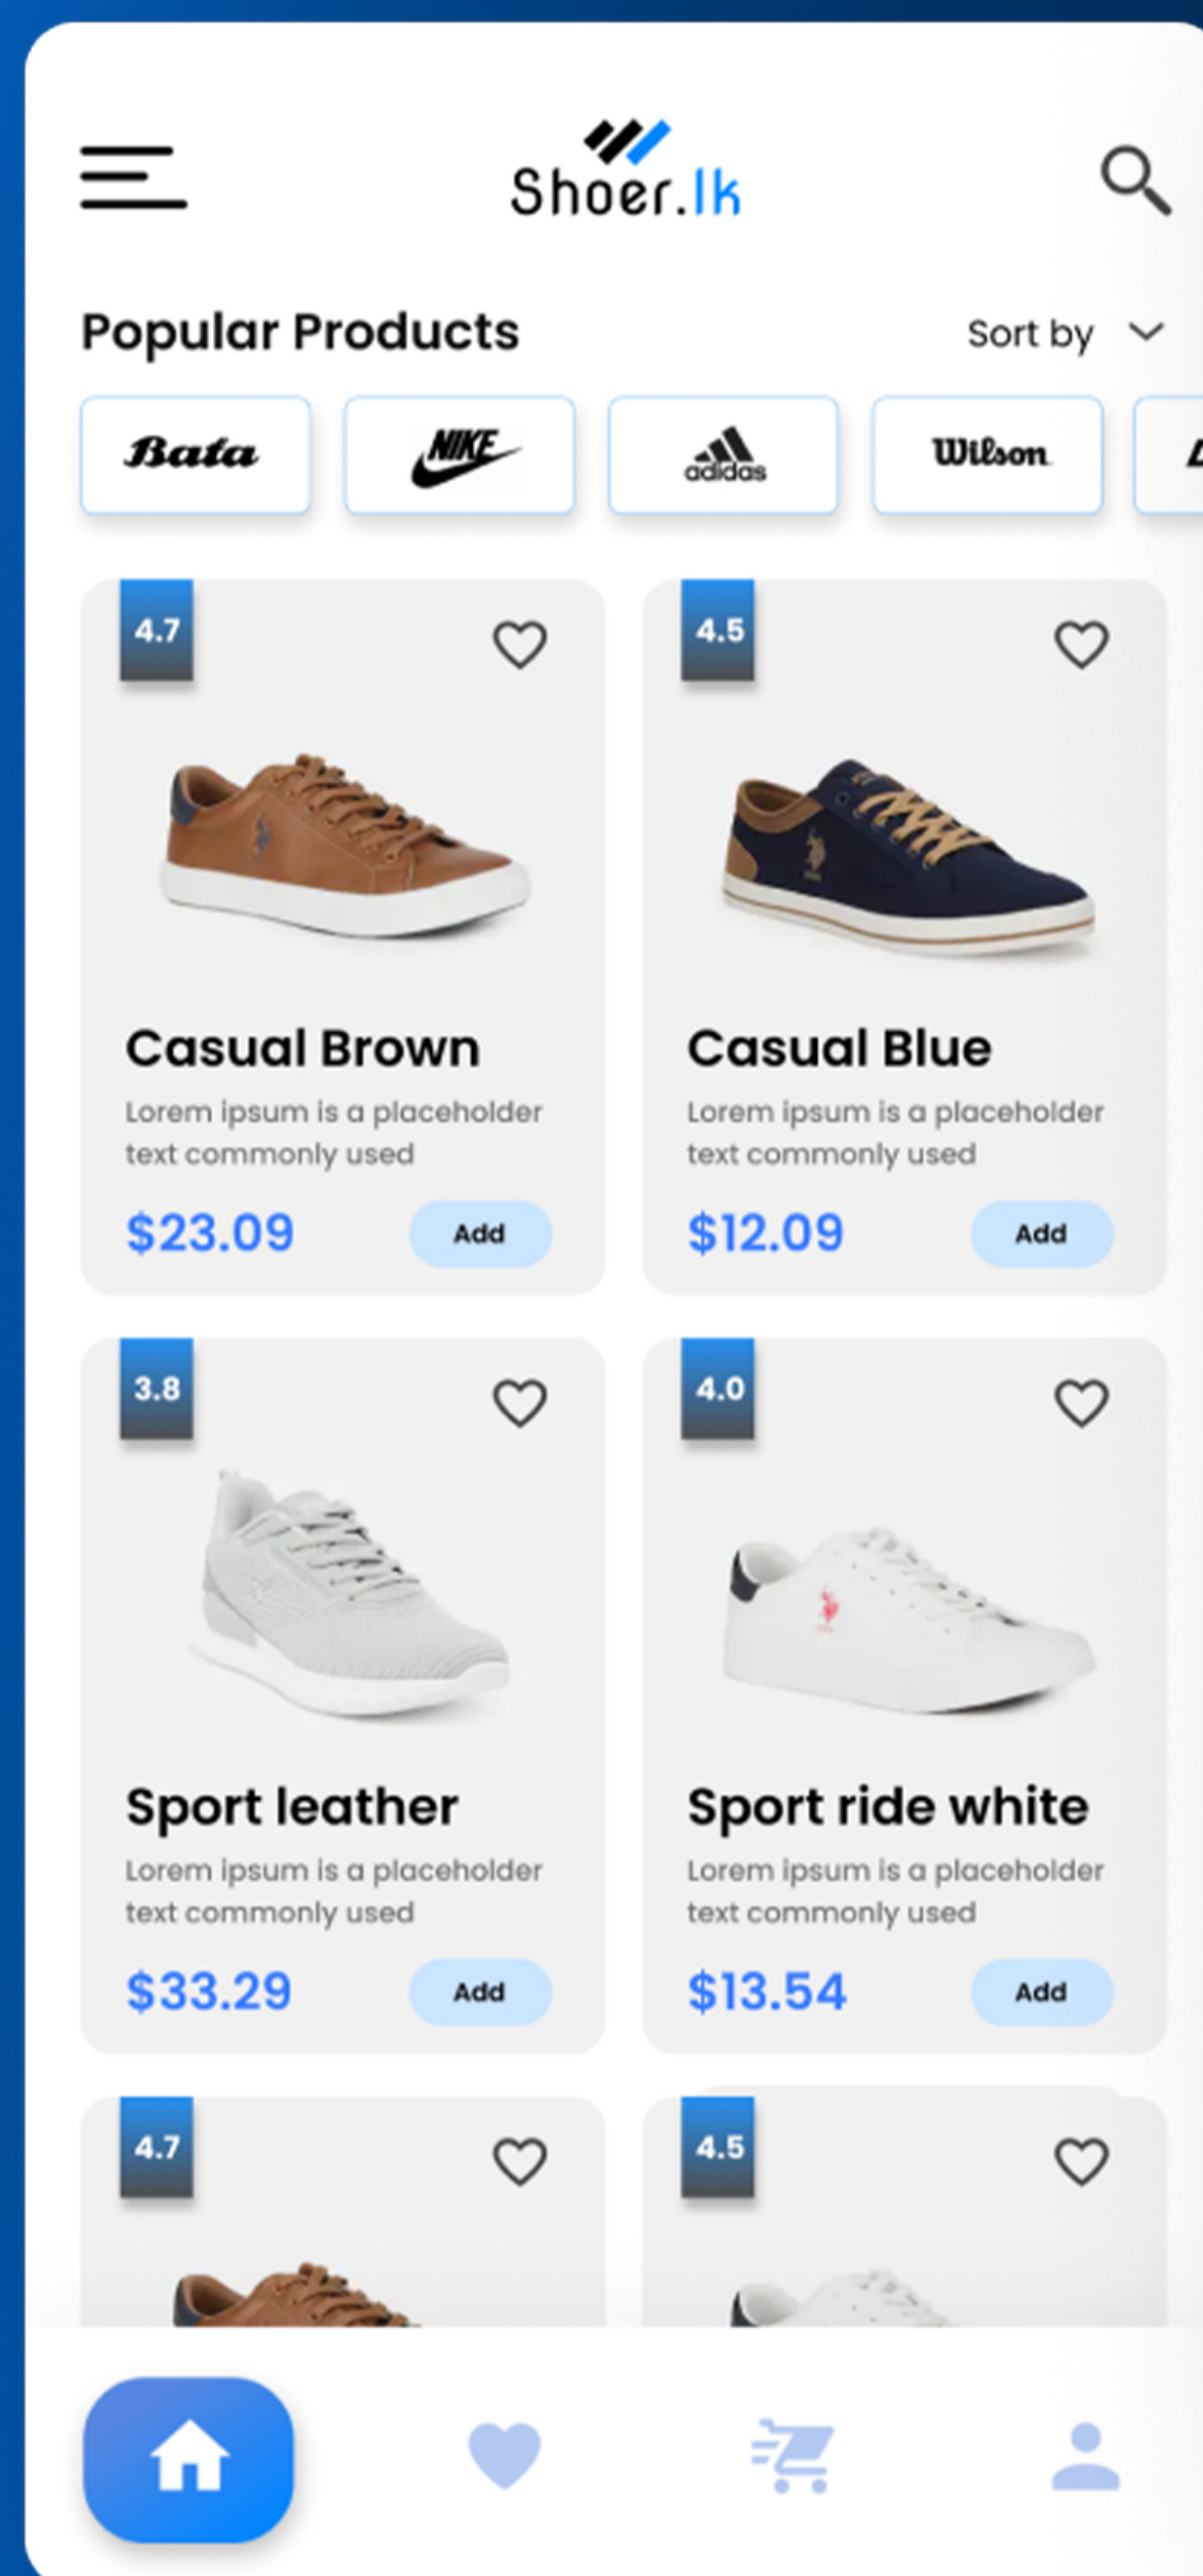 Shoer.lk
Popular Products
Sort by
Bata
NIKE
adidas
Wilson
4.7
4.5
Casual Brown
Casual Blue
Lorem ipsum is a placeholder
text commonly used
Lorem ipsum is a placeholder
text commonly used
$23.09
Add
$12.09
Add
3.8
4.0
Sport leather
Sport ride white
Lorem ipsum is a placeholder
text commonly used
Lorem ipsum is a placeholder
text commonly used
$33.29
Add
$13.54
Add
4.7
4.5